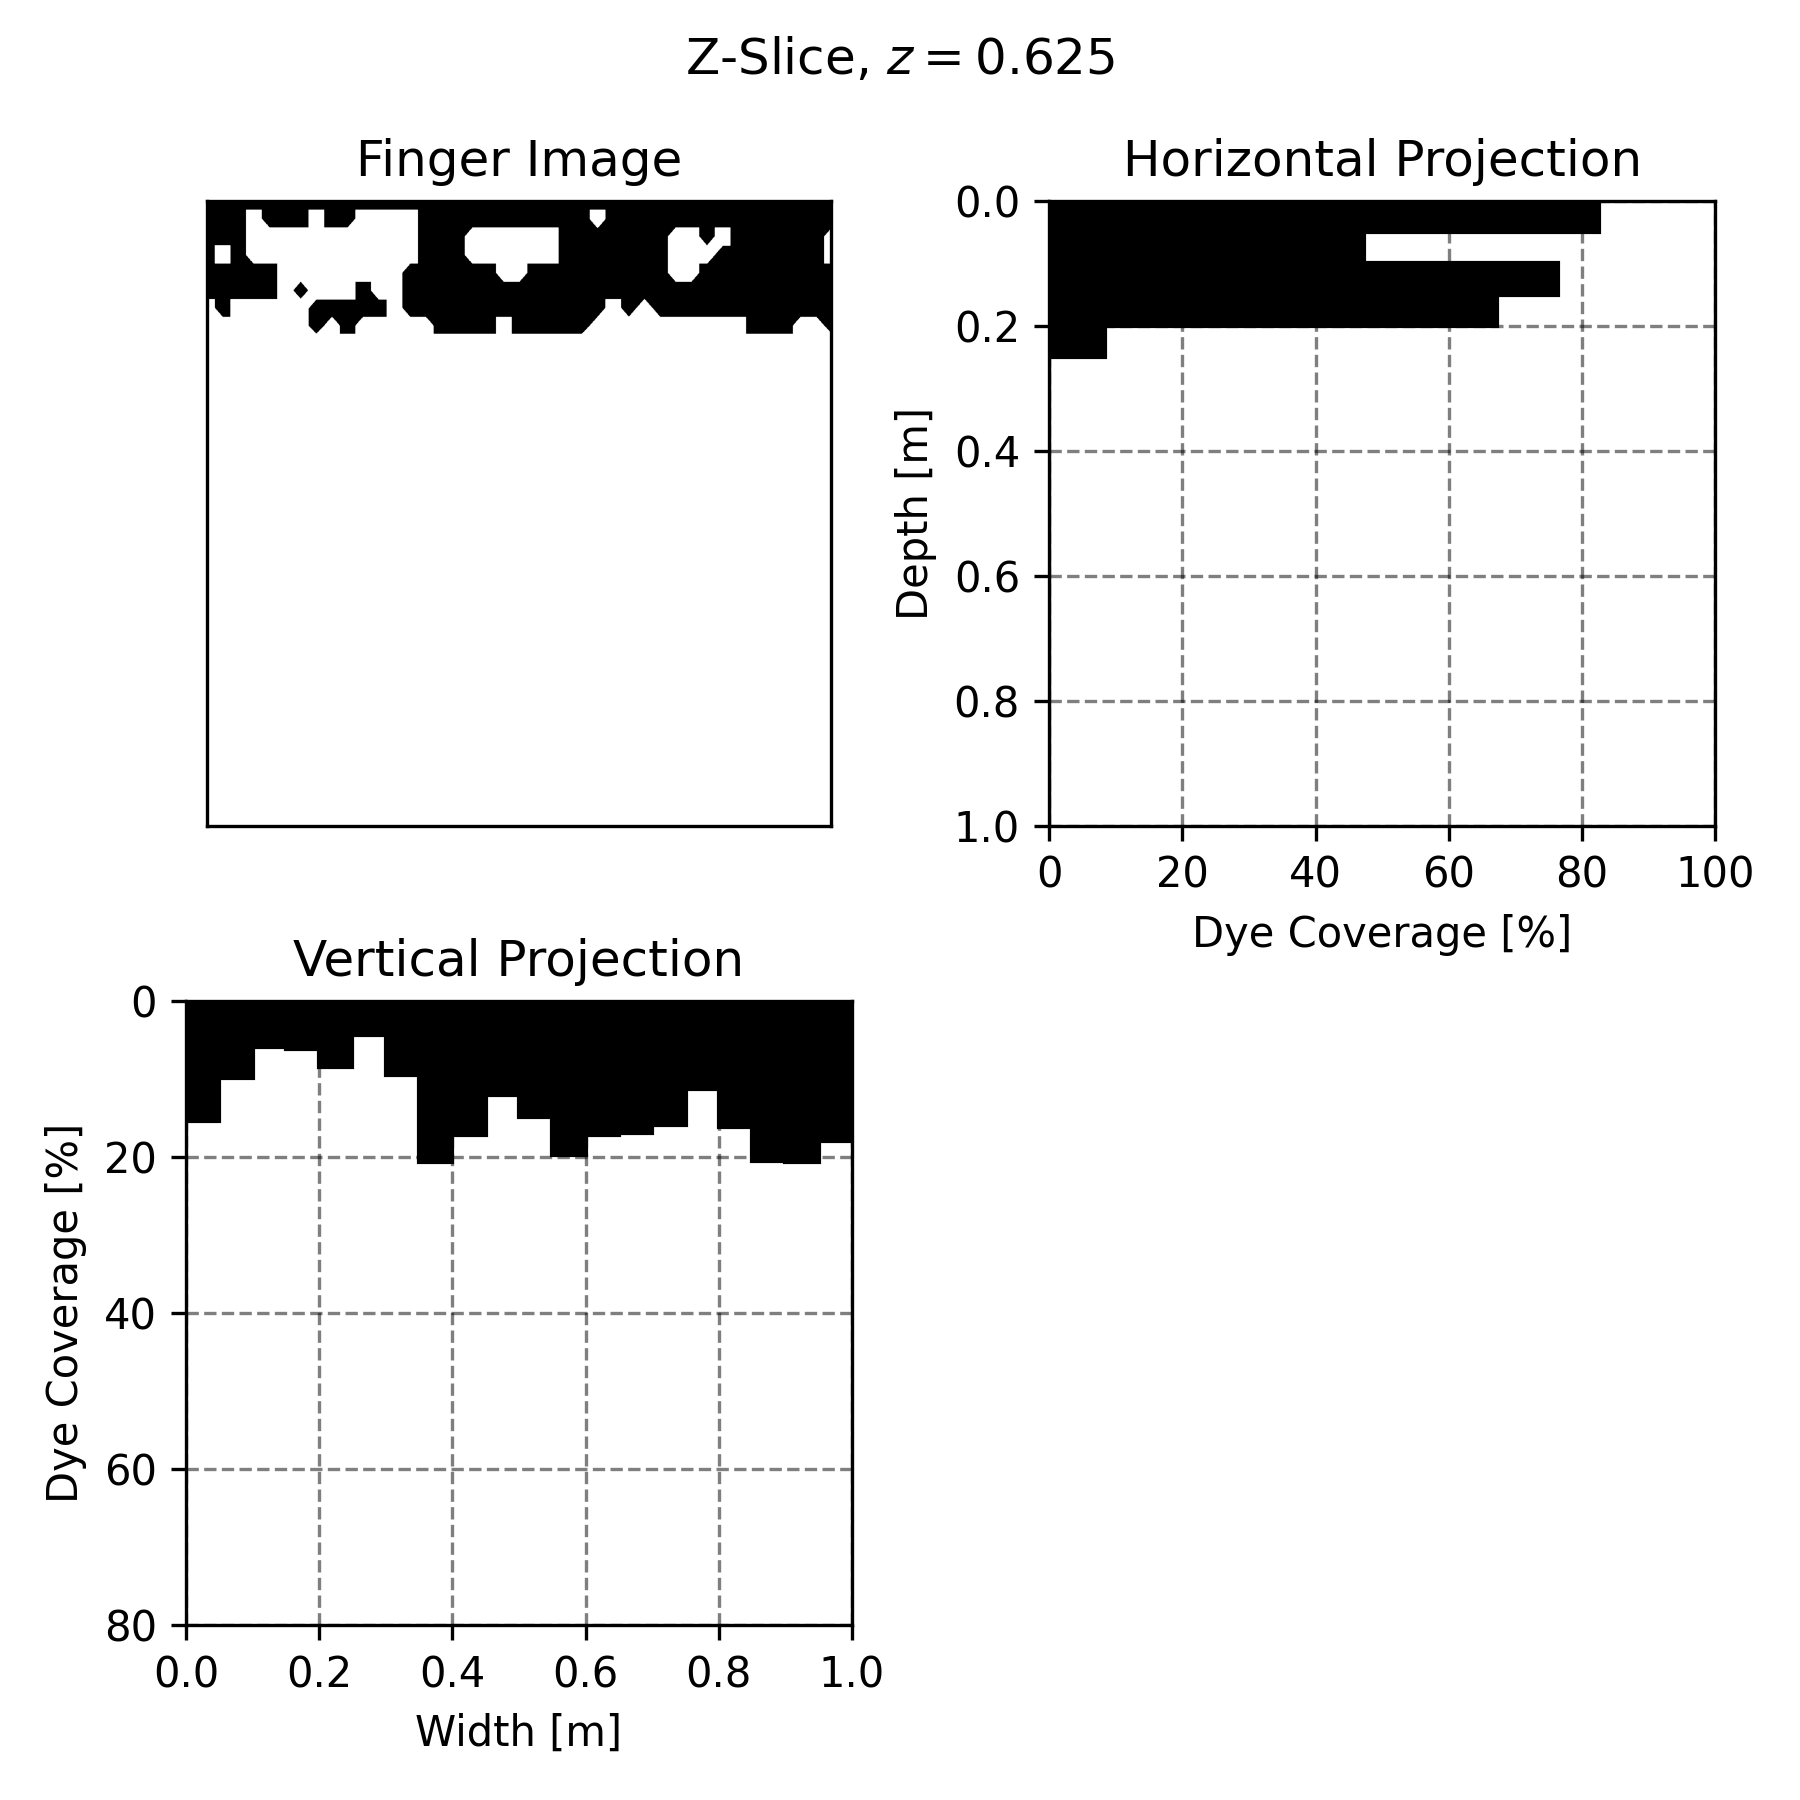 Z-Slice, z = 0.625
Finger Image
Horizontal Projection
0.0
0.2
0.4
0.6
0.8
1.0
Depth [m]
0 20 40 60 80 100
Dye Coverage [%]
Vertical Projection
0
20
40
60
80
Dye Coverage [%]
0.0 0.2 0.4 0.6 0.8 1.0
Width [m]